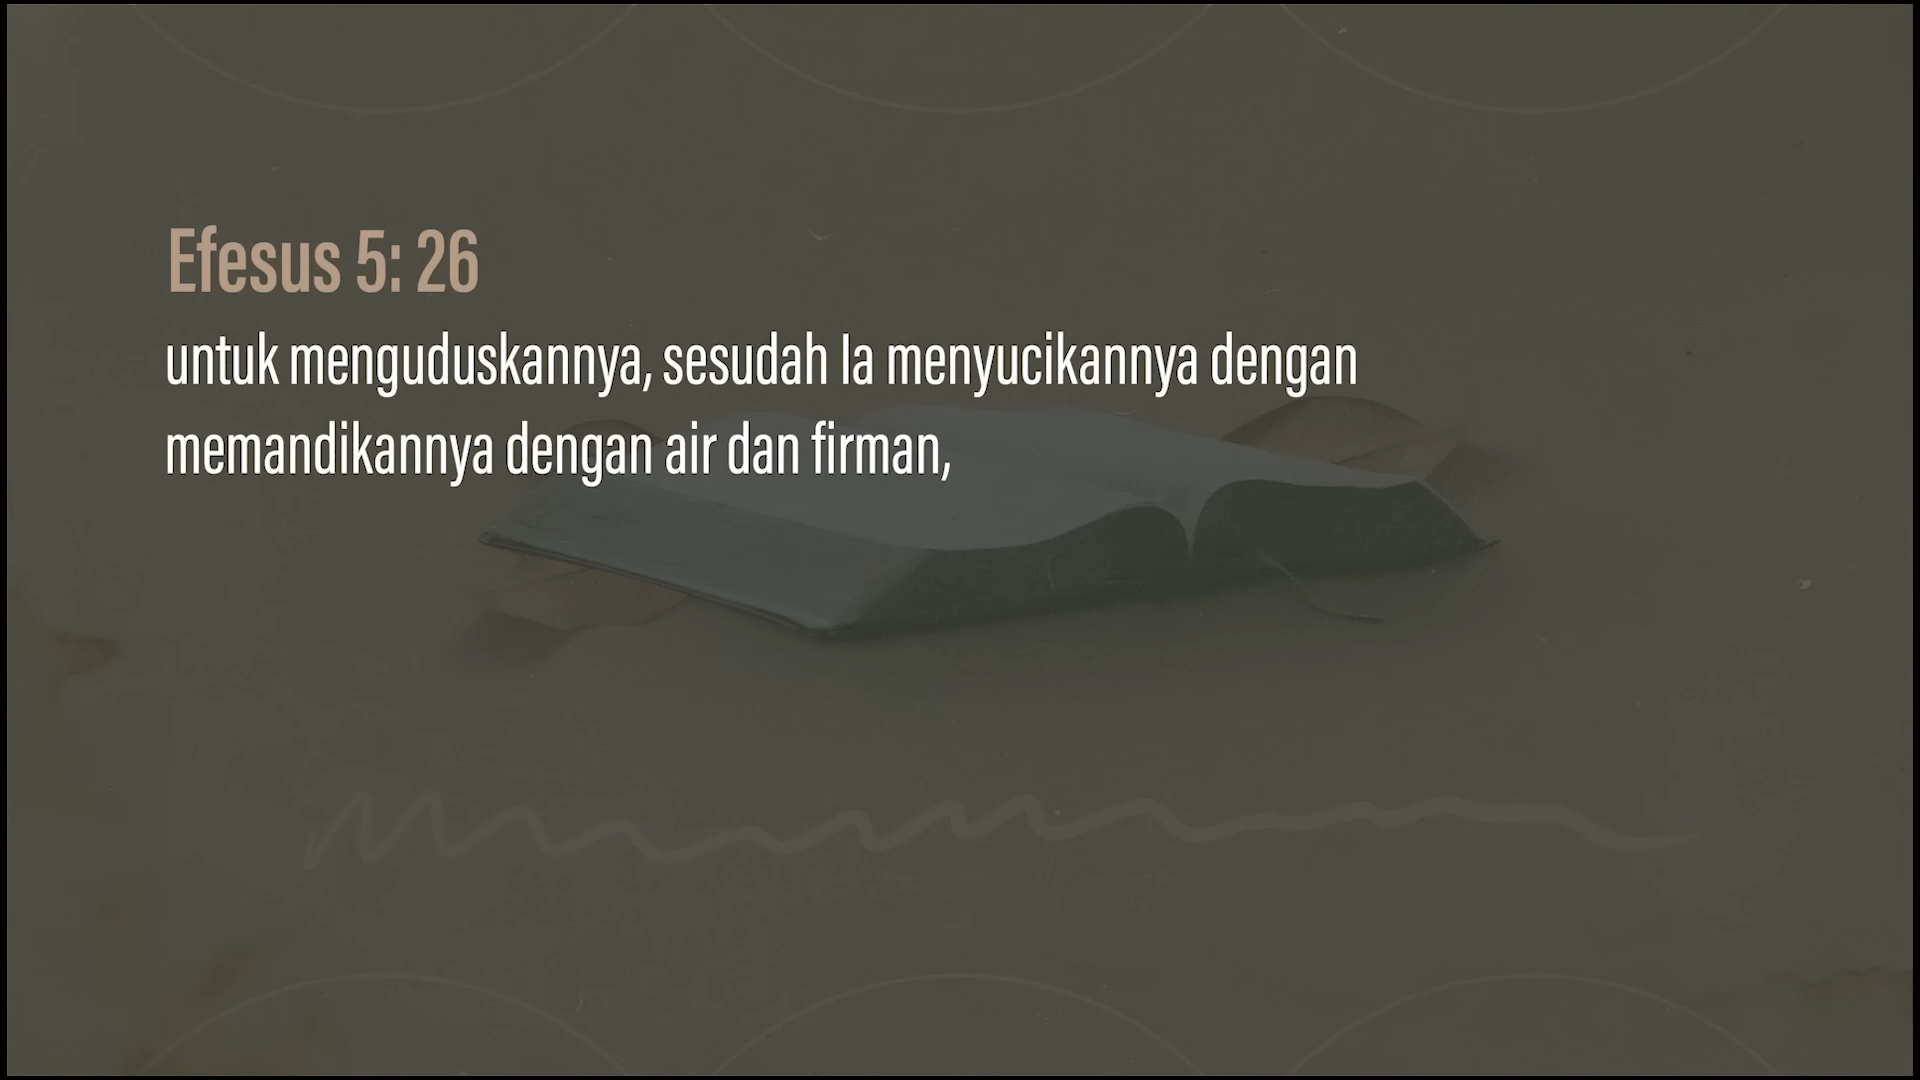 Efesus 5: 26
untuk menguduskannya, sesudah Ia menyucikannya dengan
memandikannya dengan air dan firman,